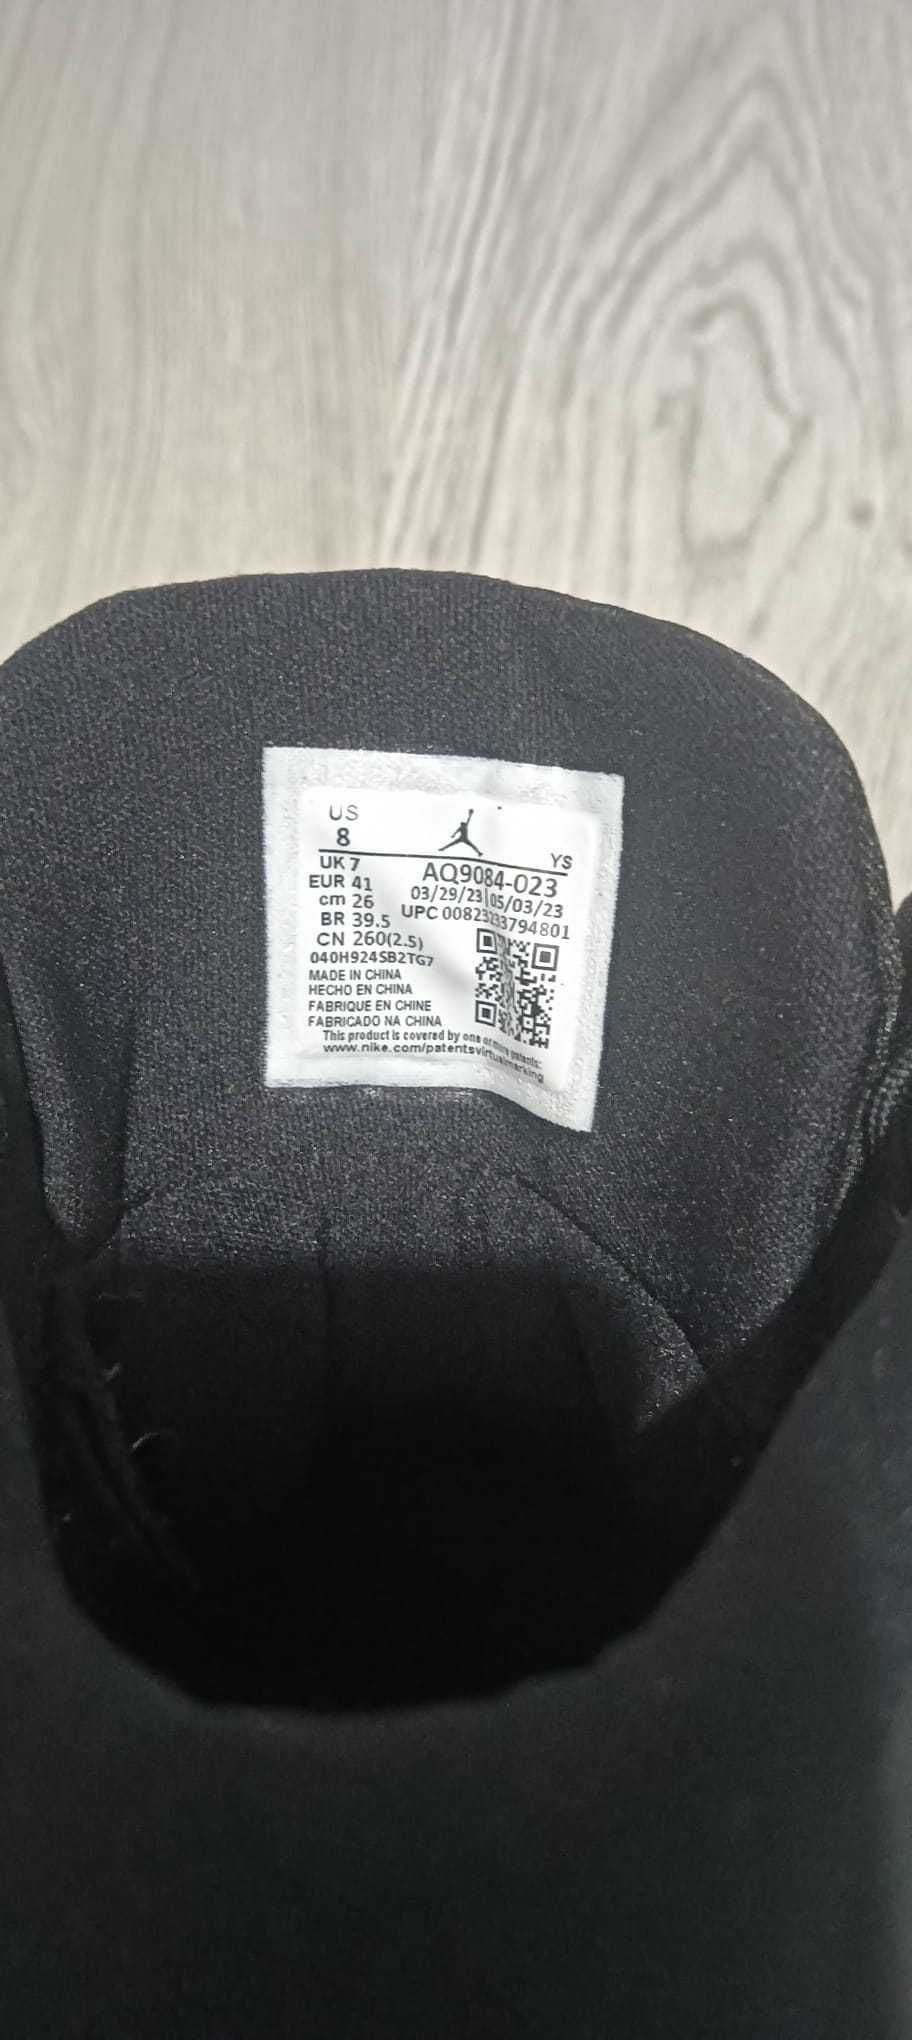 US
8
YS
UK 7
AQ9084-023
EUR 41
03/29/23|05/03/23
cm 26
UPC 00823233794801
BR 39.5
CN 260(2.5)
040H924SB2TG7
MADE IN CHINA
HECHO EN CHINA
FABRIQUE EN CHINE
FABRICADO NA CHINA
This product is covered by one or more patents:
www.nike.com/patentsvirtualmarking